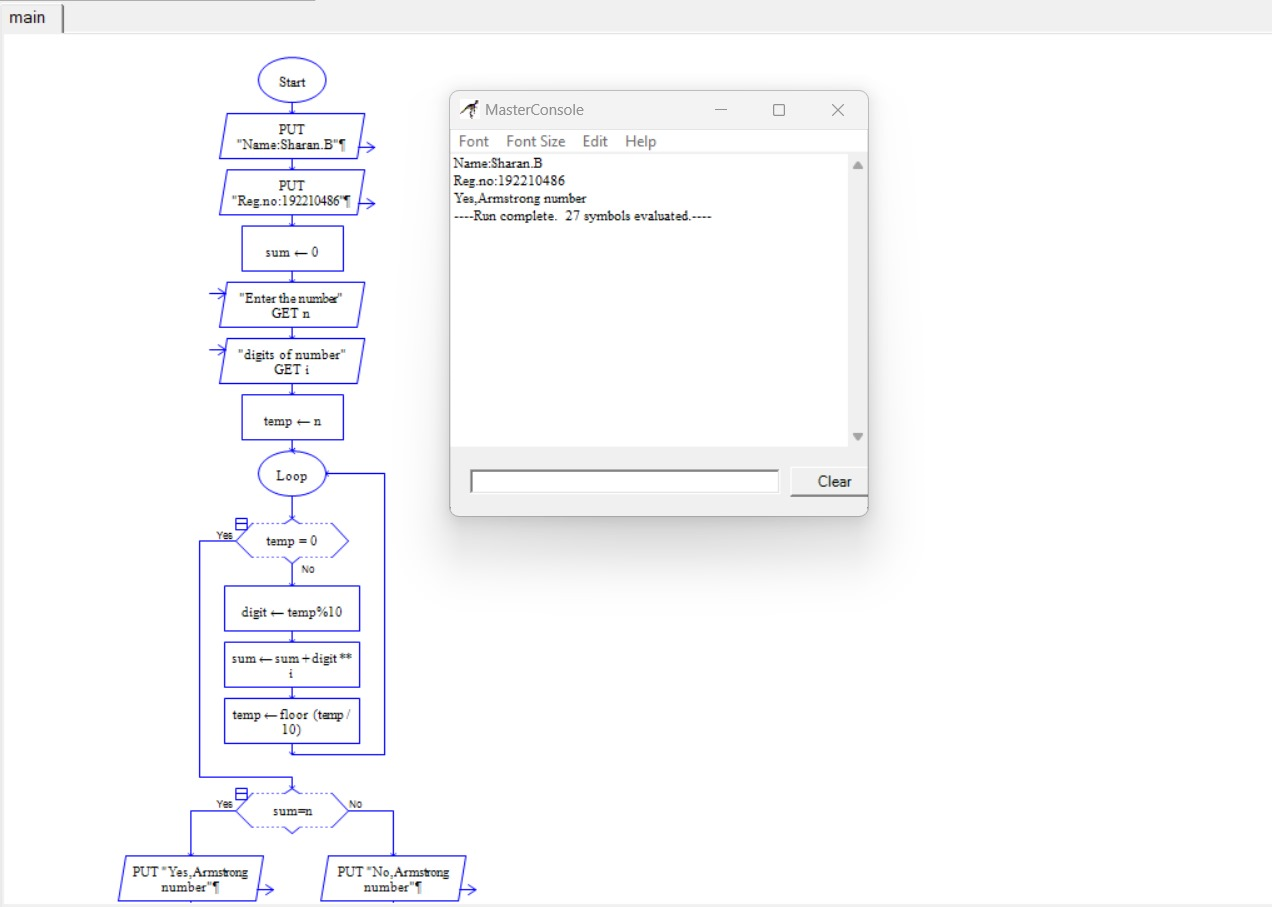 main
Start
PUT
"Name:Sharan.B"¶
PUT
"Reg.no:192210486"¶
sum ← 0
"Enter the number"
GET n
"digits of number"
GET i
temp ← n
Loop
Yes
temp = 0
No
digit ← temp%10
sum ← sum + digit **
i
temp ← floor (temp /
10)
Yes
sum=n
No
PUT "Yes,Armstrong
number"¶
PUT "No,Armstrong
number"¶
MasterConsole
Font Font Size Edit Help
Name:Sharan.B
Reg.no:192210486
Yes,Armstrong number
----Run complete. 27 symbols evaluated.----
Clear